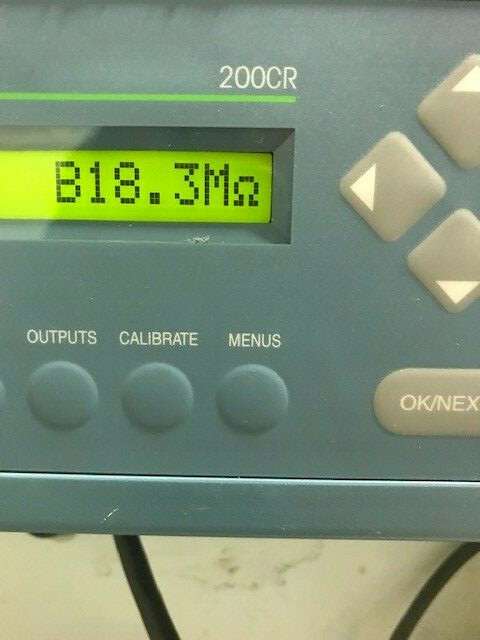 200CR
B18.3MΩ
OUTPUTS CALIBRATE MENUS
OK/NEX